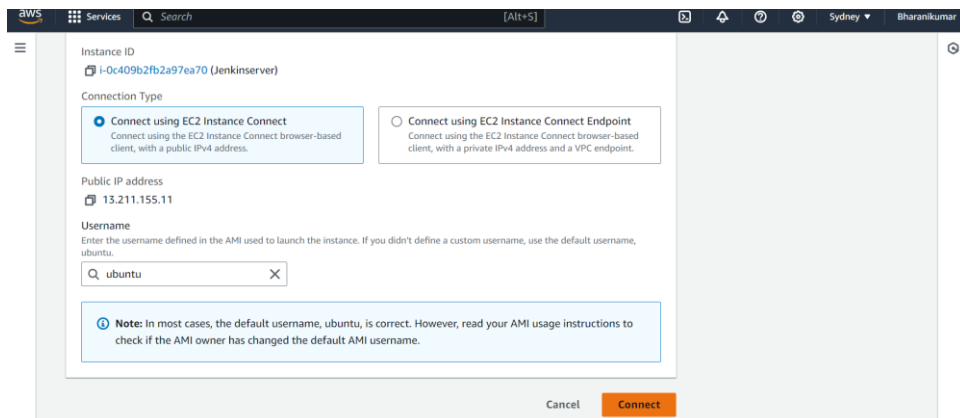 aws Services Search [Alt+S] Sydney Bharanikumar
Instance ID
i-0c409b2fb2a97ea70 (Jenkinserver)
Connection Type
Connect using EC2 Instance Connect
Connect using the EC2 Instance Connect browser-based
client, with a public IPv4 address.
Connect using EC2 Instance Connect Endpoint
Connect using the EC2 Instance Connect browser-based
client, with a private IPv4 address and a VPC endpoint.
Public IP address
13.211.155.11
Username
Enter the username defined in the AMI used to launch the instance. If you didn't define a custom username, use the default username,
ubuntu.
ubuntu
Note: In most cases, the default username, ubuntu, is correct. However, read your AMI usage instructions to
check if the AMI owner has changed the default AMI username.
Cancel Connect